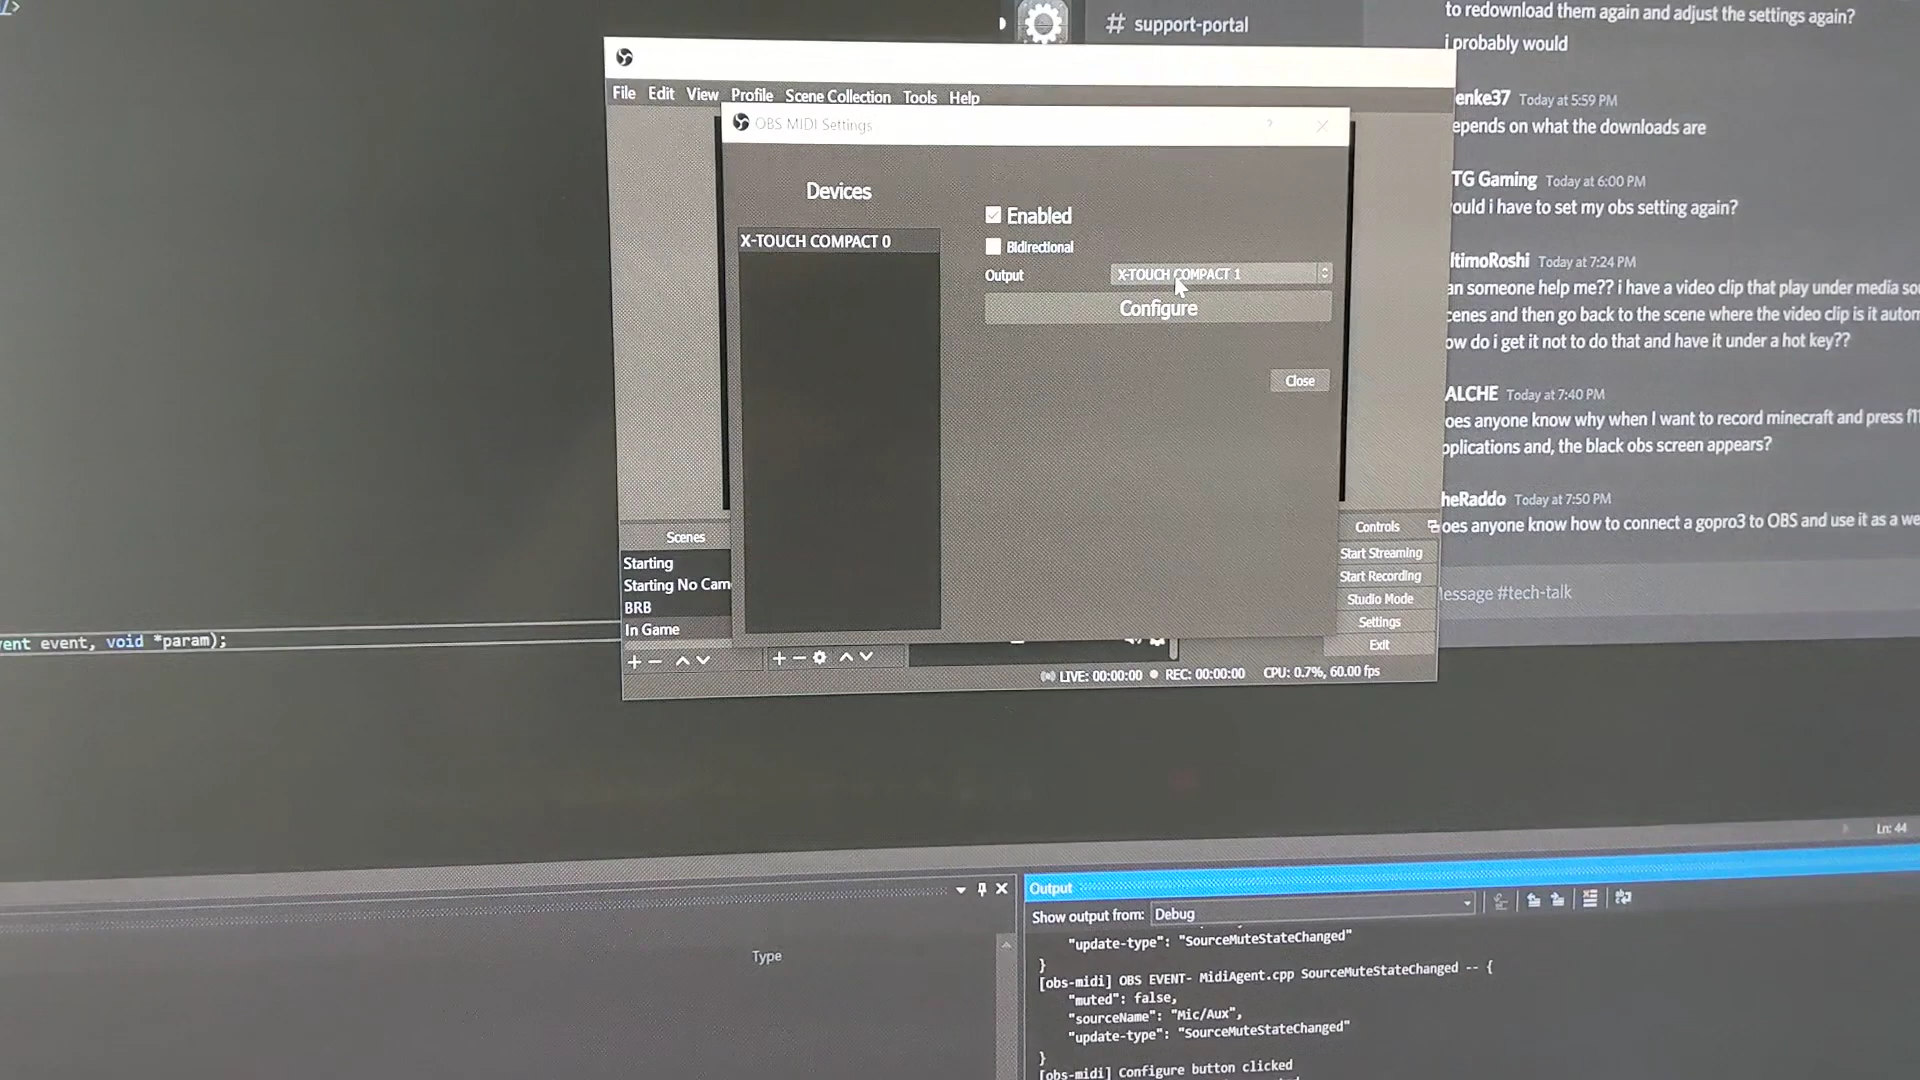 />
# support-portal
to redownload them again and adjust the settings again?
i probably would
enke37 Today at 5:59 PM
epends on what the downloads are
TG Gaming Today at 6:00 PM
ould i have to set my obs setting again?
ltimoRoshi Today at 7:24 PM
an someone help me?? i have a video clip that play under media so
cenes and then go back to the scene where the video clip is it autom
ow do i get it not to do that and have it under a hot key??
ALCHE Today at 7:40 PM
oes anyone know why when I want to record minecraft and press f11
pplications and, the black obs screen appears?
heRaddo Today at 7:50 PM
oes anyone know how to connect a gopro3 to OBS and use it as a we
essage #tech-talk
File Edit View Profile Scene Collection Tools Help
OBS MIDI Settings
Devices
X-TOUCH COMPACT 0
Enabled
Bidirectional
Output X-TOUCH COMPACT 1
Configure
Close
Scenes
Starting
Starting No Cam
BRB
In Game
Controls
Start Streaming
Start Recording
Studio Mode
Settings
Exit
LIVE: 00:00:00 REC: 00:00:00 CPU: 0.7%, 60.00 fps
ent event, void *param);
Ln: 44
Type
Output
Show output from: Debug
"update-type": "SourceMuteStateChanged"
}
[obs-midi] OBS EVENT- MidiAgent.cpp SourceMuteStateChanged -- {
"muted": false,
"sourceName": "Mic/Aux",
"update-type": "SourceMuteStateChanged"
}
[obs-midi] Configure button clicked